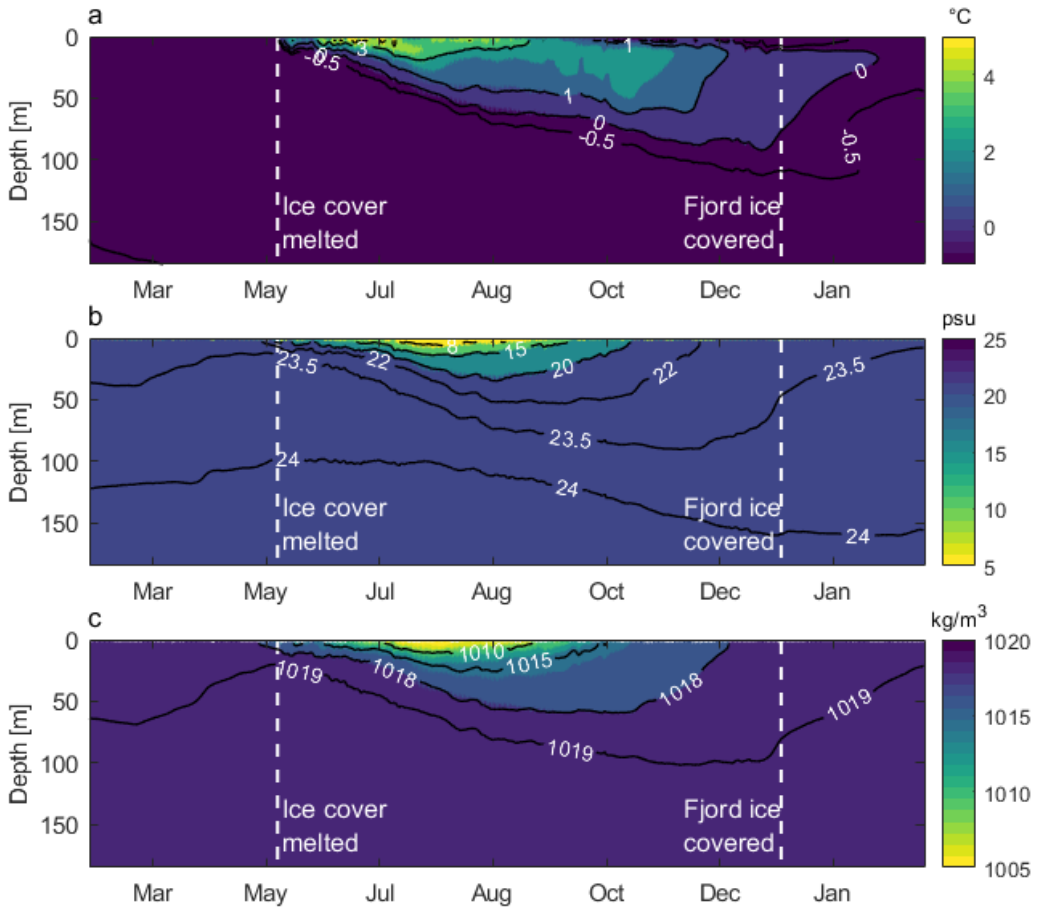 a
°C
0
50
100
150
Depth [m]
-0.5
0
3
1
1
0
-0.5
0
-0.5
Ice cover
melted
Fjord ice
covered
4
2
0
Mar
May
Jul
Aug
Oct
Dec
Jan
b
psu
0
50
100
150
Depth [m]
23.5
22
8
15
20
22
23.5
23.5
24
24
24
Ice cover
melted
Fjord ice
covered
25
20
15
10
5
Mar
May
Jul
Aug
Oct
Dec
Jan
c
kg/m³
0
50
100
150
Depth [m]
1019
1018
1010
1015
1018
1019
1019
Ice cover
melted
Fjord ice
covered
1020
1015
1010
1005
Mar
May
Jul
Aug
Oct
Dec
Jan